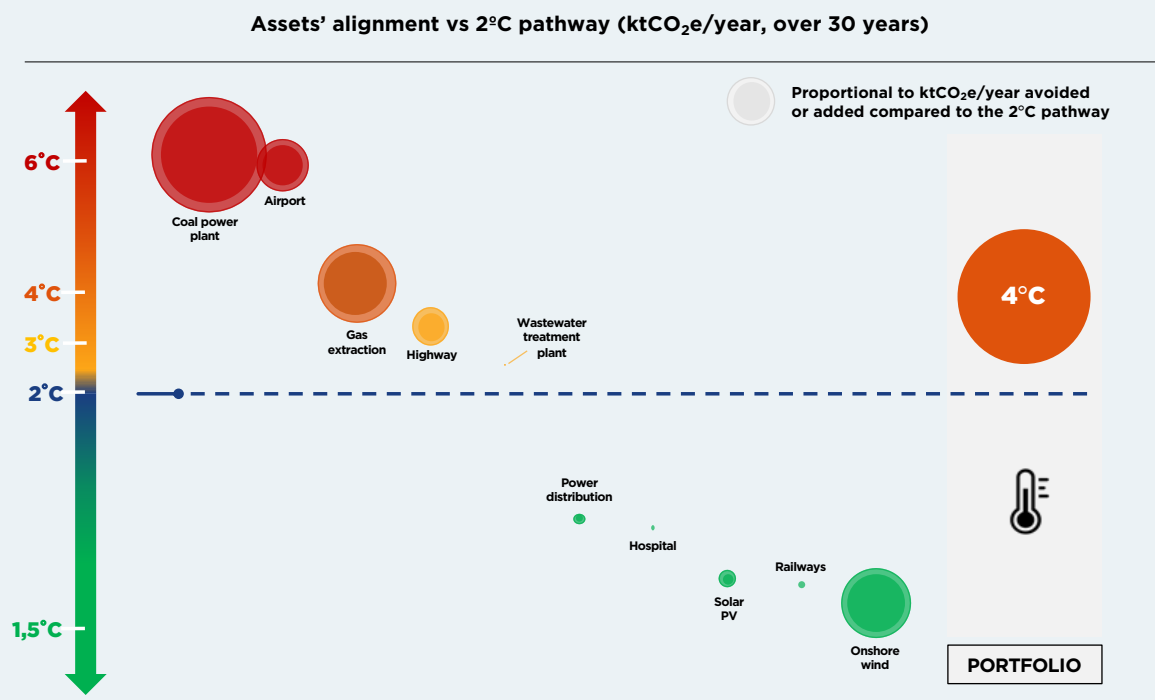 Assets’ alignment vs 2ºC pathway (ktCO₂e/year, over 30 years)
Proportional to ktCO₂e/year avoided
or added compared to the 2°C pathway
6°C
Coal power
plant
Airport
4°C
Gas
extraction
3°C
Highway
Wastewater
treatment
plant
4°C
2°C
Power
distribution
Hospital
Solar
PV
Railways
1,5°C
Onshore
wind
PORTFOLIO